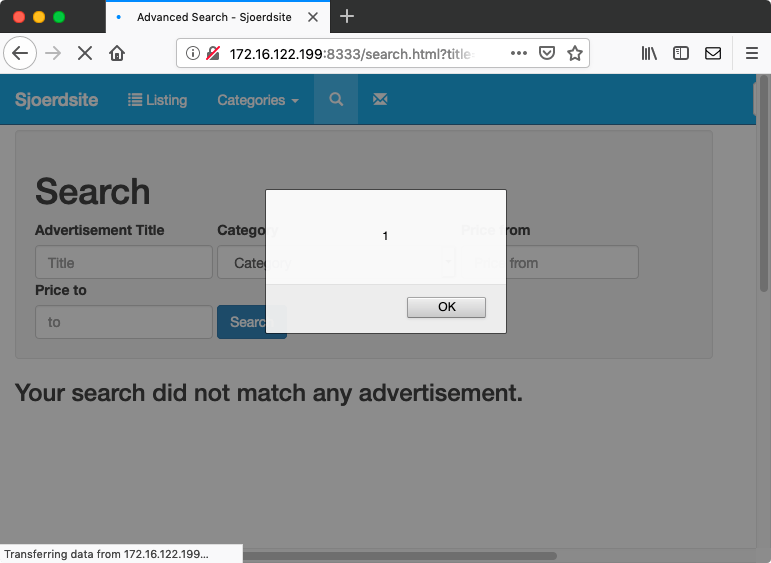 Advanced Search - Sjoerdsite
172.16.122.199:8333/search.html?title
Sjoerdsite Listing Categories
Search
Advertisement Title Category Price from
Title Category Price from
Price to
to Search
1
OK
Your search did not match any advertisement.
Transferring data from 172.16.122.199...